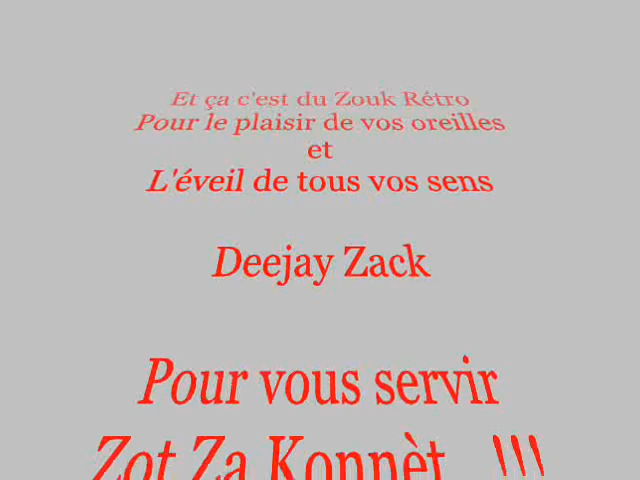 Et ça c'est du Zouk Rétro
Pour le plaisir de vos oreilles
et
L'éveil de tous vos sens
Deejay Zack
Pour vous servir
Zot Za Konnèt...!!!